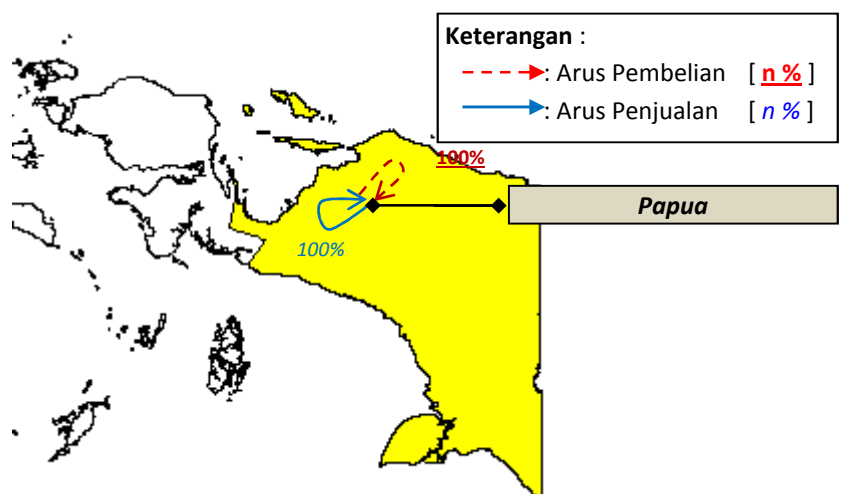 Keterangan :
: Arus Pembelian [ n % ]
: Arus Penjualan [ n % ]
100%
Papua
100%